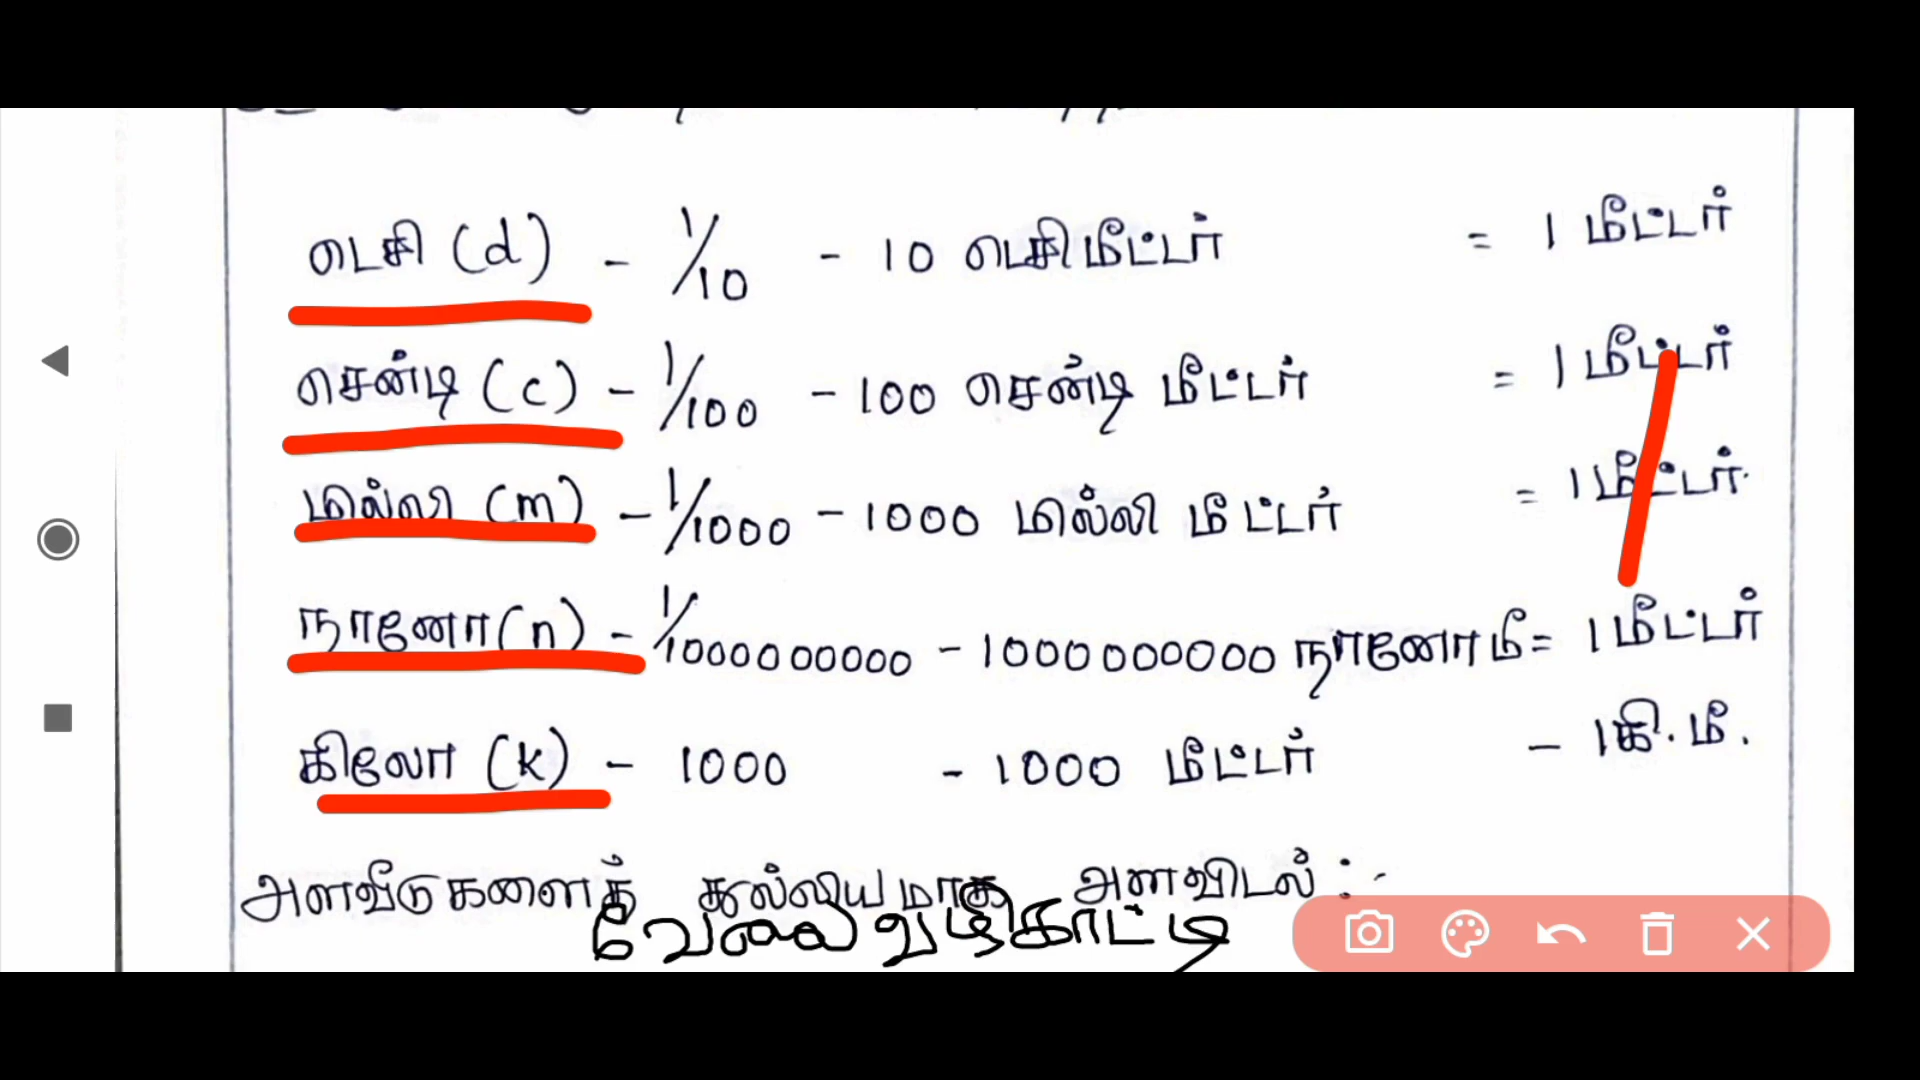 டெசி (d) - 1/10 - 10 டெசிமீட்டர் = 1 மீட்டர்
சென்டி (c) - 1/100 - 100 சென்டி மீட்டர் = 1 மீட்டர்
மில்லி (m) - 1/1000 - 1000 மில்லி மீட்டர் = 1 மீட்டர்.
நானோ (n) - 1/1000000000 - 1000000000 நானோமீ = 1 மீட்டர்
கிலோ (k) - 1000 - 1000 மீட்டர் - 1 கி.மீ.
அளவீடுகளைத் துல்லியமாக அளவிடல் :-
வேலை வழிகாட்டி